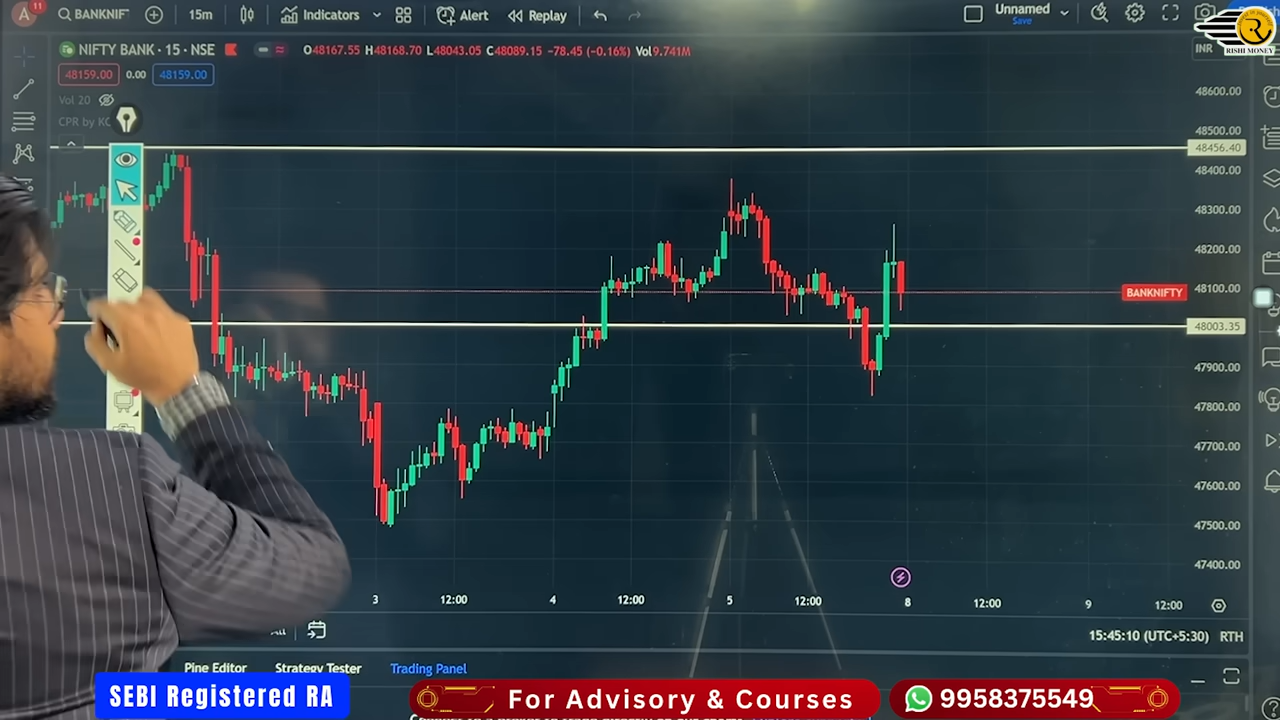 11
BANKNIF
15m
Indicators
Alert
Replay
Unnamed
Save
RISHI MONEY
NIFTY BANK · 15 · NSE
O48167.55 H48168.70 L48043.05 C48089.15 -78.45 (-0.16%) Vol9.741M
INR
48159.00 0.00 48159.00
Vol 20
CPR by KG
48600.00
48500.00
48456.40
48400.00
48300.00
48200.00
48100.00
BANKNIFTY
48003.35
47900.00
47800.00
47700.00
47600.00
47500.00
47400.00
3 12:00 4 12:00 5 12:00 8 12:00 9 12:00
All
15:45:10 (UTC+5:30) RTH
Pine Editor Strategy Tester Trading Panel
SEBI Registered RA
For Advisory & Courses
9958375549